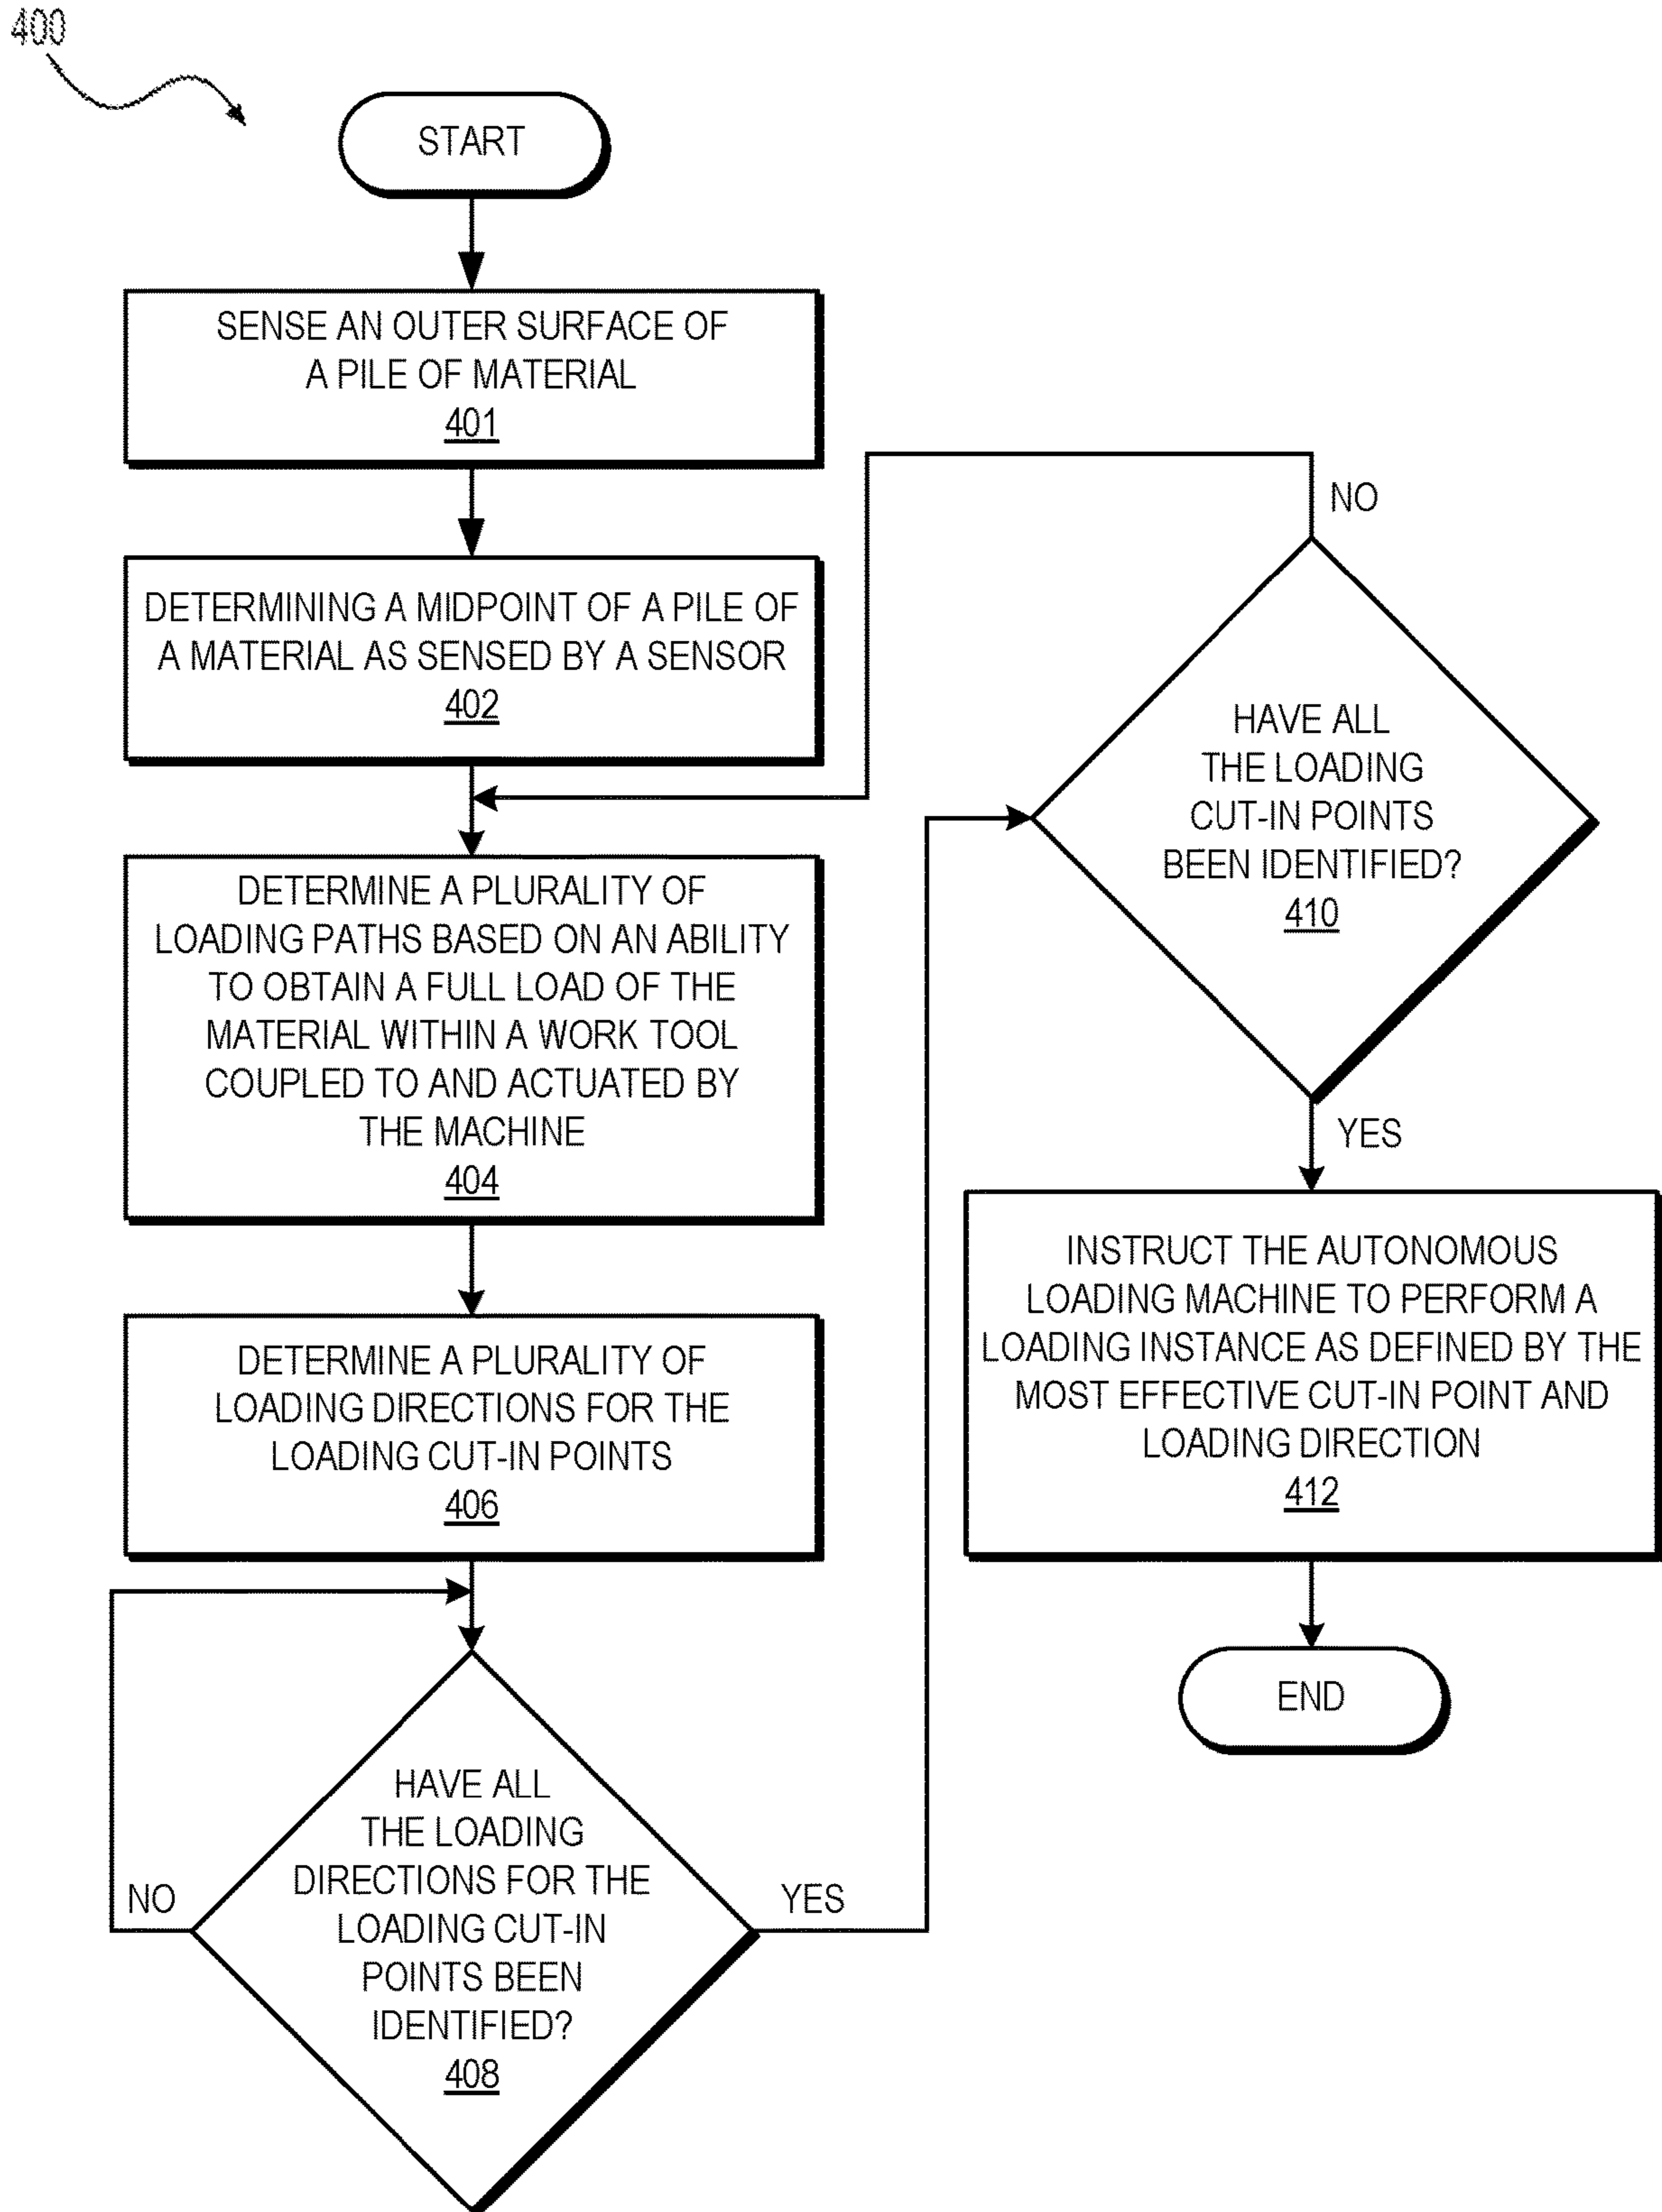 400
START
SENSE AN OUTER SURFACE OF
A PILE OF MATERIAL
401
DETERMINING A MIDPOINT OF A PILE OF
A MATERIAL AS SENSED BY A SENSOR
402
DETERMINE A PLURALITY OF
LOADING PATHS BASED ON AN ABILITY
TO OBTAIN A FULL LOAD OF THE
MATERIAL WITHIN A WORK TOOL
COUPLED TO AND ACTUATED BY
THE MACHINE
404
DETERMINE A PLURALITY OF
LOADING DIRECTIONS FOR THE
LOADING CUT-IN POINTS
406
HAVE ALL
THE LOADING
DIRECTIONS FOR THE
LOADING CUT-IN
POINTS BEEN
IDENTIFIED?
408
NO
YES
HAVE ALL
THE LOADING
CUT-IN POINTS
BEEN IDENTIFIED?
410
NO
YES
INSTRUCT THE AUTONOMOUS
LOADING MACHINE TO PERFORM A
LOADING INSTANCE AS DEFINED BY THE
MOST EFFECTIVE CUT-IN POINT AND
LOADING DIRECTION
412
END